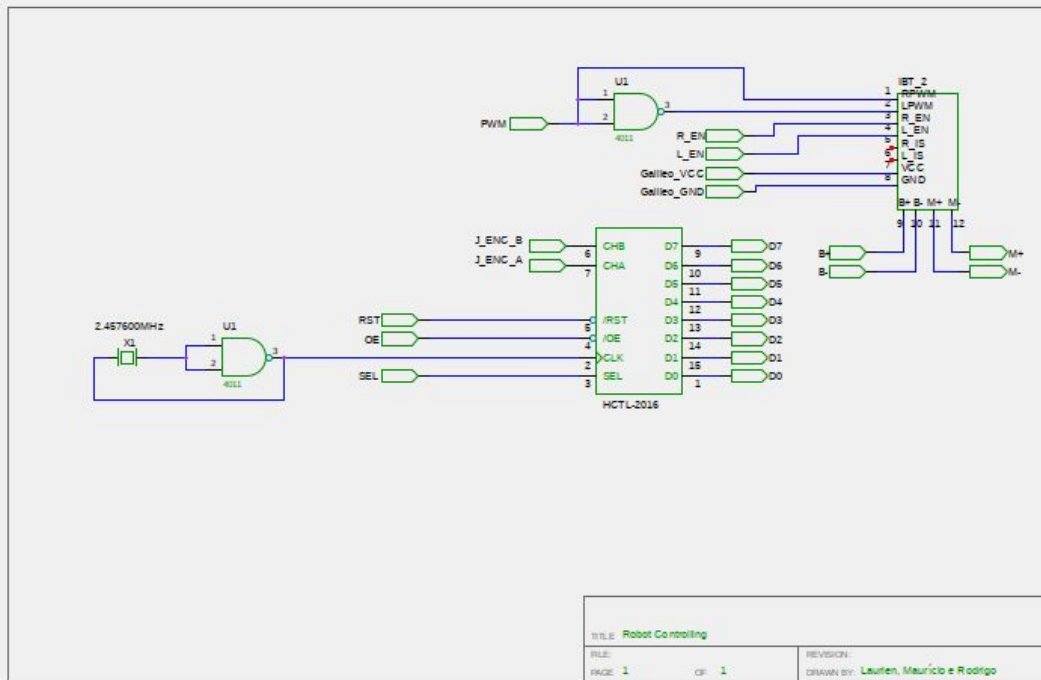 IBT_2
U1
1
2
3
4011
PWM
1 RPWM
2 LPWM
3 R_EN
4 L_EN
5 R_IS
6 L_IS
7 VCC
8 GND
R_EN
L_EN
Galileo_VCC
Galileo_GND
B+ B- M+ M-
9 10 11 12
B+
B-
M+
M-
J_ENC_B
J_ENC_A
6 CHB
7 CHA
5 /RST
4 /OE
2 CLK
3 SEL
RST
OE
SEL
D7 9 D7
D6 10 D6
D5 11 D5
D4 12 D4
D3 13 D3
D2 14 D2
D1 15 D1
D0 1 D0
HCTL-2016
2.457600MHz
X1
U1
1
2
3
4011
TITLE Robot Controlling
FILE:
REVISION:
PAGE 1 OF 1
DRAWN BY: Laurien, Maurício e Rodrigo